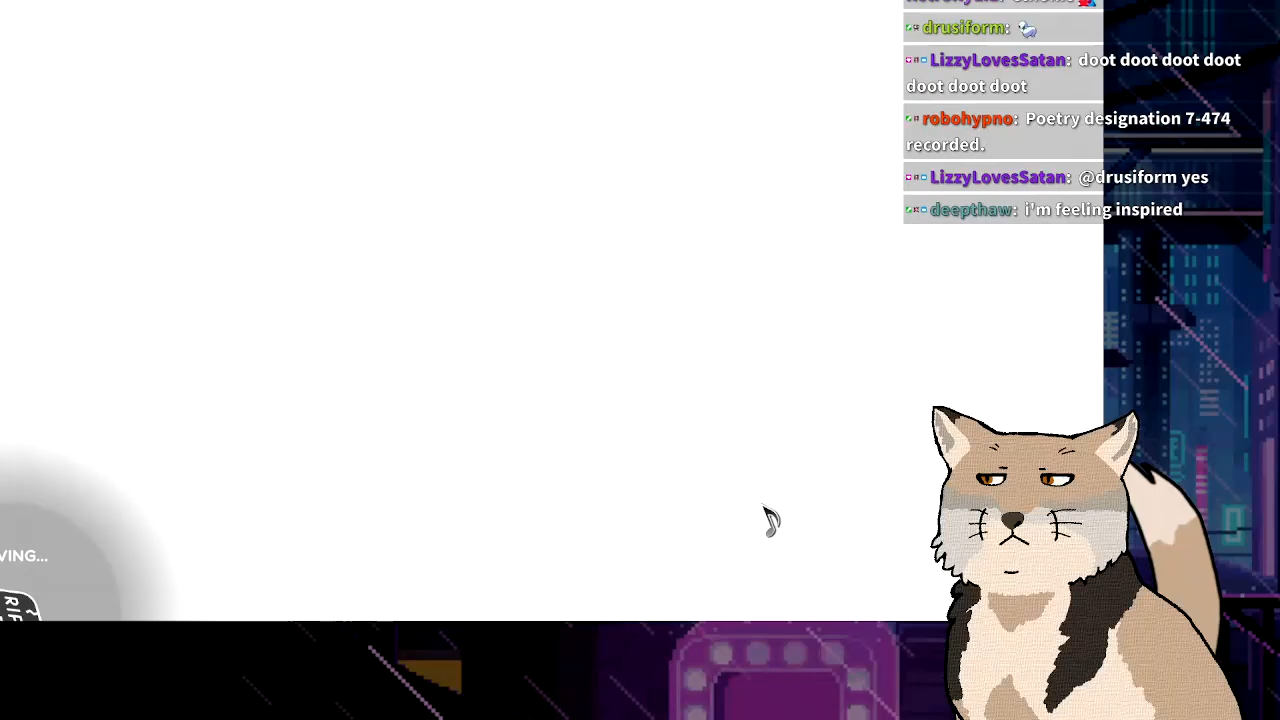 drusiform:
LizzyLovesSatan: doot doot doot doot
doot doot doot
robohypno: Poetry designation 7-474
recorded.
LizzyLovesSatan: @drusiform yes
deepthaw: i'm feeling inspired
VING...